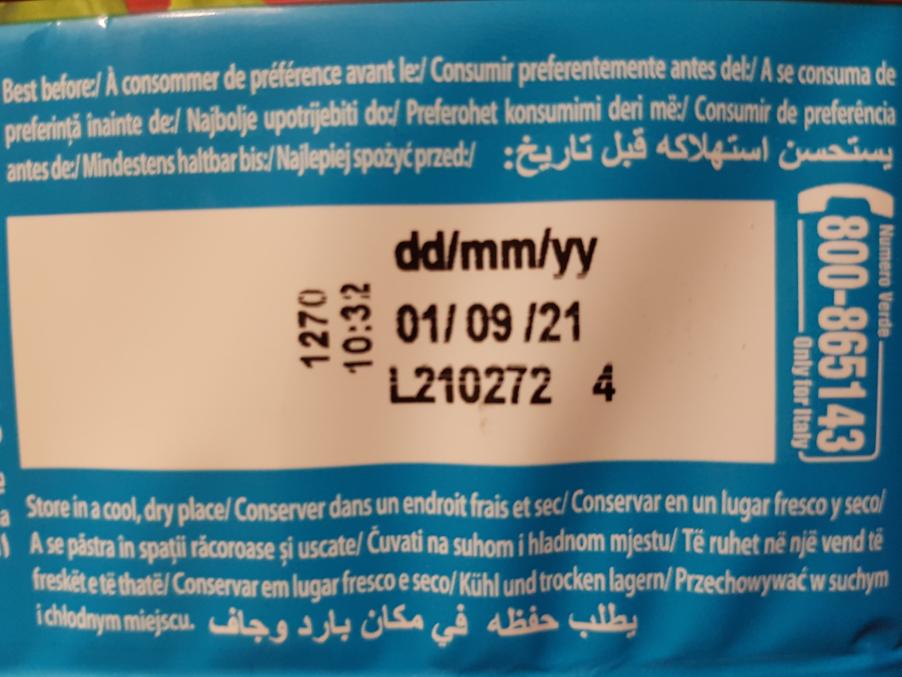 Best before:/ À consommer de préférence avant le:/ Consumir preferentemente antes del:/ A se consuma de
preferință înainte de:/ Najbolje upotrijebiti do:/ Preferohet konsumimi deri më:/ Consumir de preferência
antes de:/ Mindestens haltbar bis:/ Najlepiej spożyć przed:/ يستحسن استهلاكه قبل تاريخ:
dd/mm/yy
01/ 09 /21
L210272 4
1270
10:32
Numero Verde
800-865143
Only for Italy
Store in a cool, dry place/ Conserver dans un endroit frais et sec/ Conservar en un lugar fresco y seco/
A se păstra în spații răcoroase și uscate/ Čuvati na suhom i hladnom mjestu/ Të ruhet në një vend të
freskët e të thatë/ Conservar em lugar fresco e seco/ Kühl und trocken lagern/ Przechowywać w suchym
i chłodnym miejscu. يطلب حفظه في مكان بارد وجاف